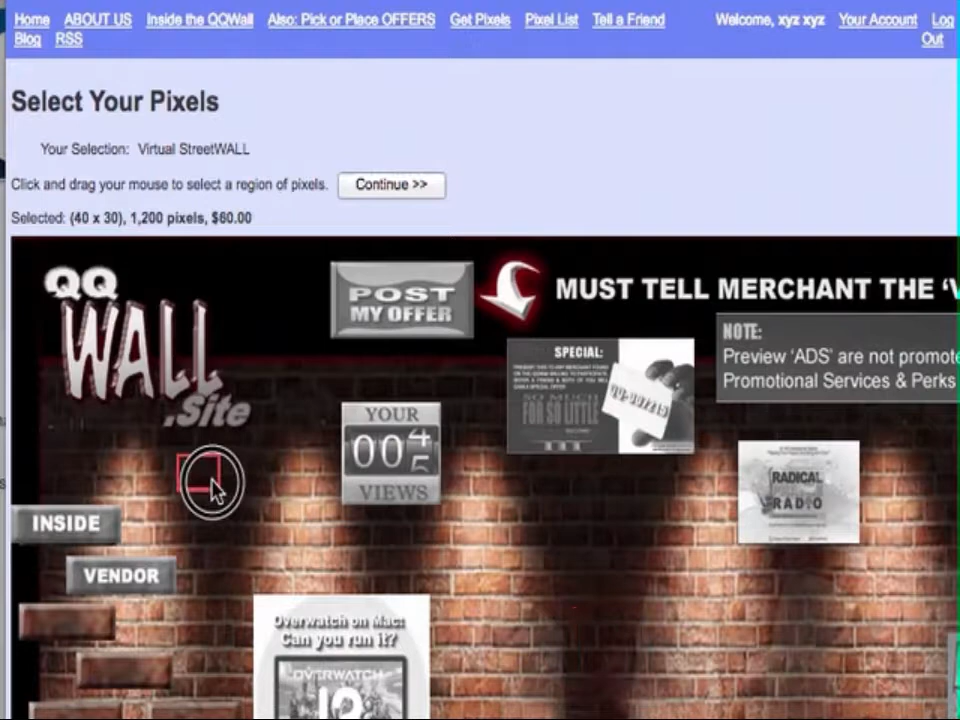 Home ABOUT US Inside the QQWall Also: Pick or Place OFFERS Get Pixels Pixel List Tell a Friend Welcome, xyz xyz Your Account Log
Blog RSS Out
Select Your Pixels
Your Selection: Virtual StreetWALL
Click and drag your mouse to select a region of pixels. Continue >>
Selected: (40 x 30), 1,200 pixels, $60.00
QQ
WALL
.Site
POST
MY OFFER
MUST TELL MERCHANT THE ‘
NOTE:
Preview ‘ADS’ are not promote
Promotional Services & Perks
SPECIAL:
SO MUCH
FOR SO LITTLE
QQ-987215
YOUR
VIEWS
RADICAL
RADIO
INSIDE
VENDOR
Overwatch on Mac:
Can you run it?
OVERWATCH